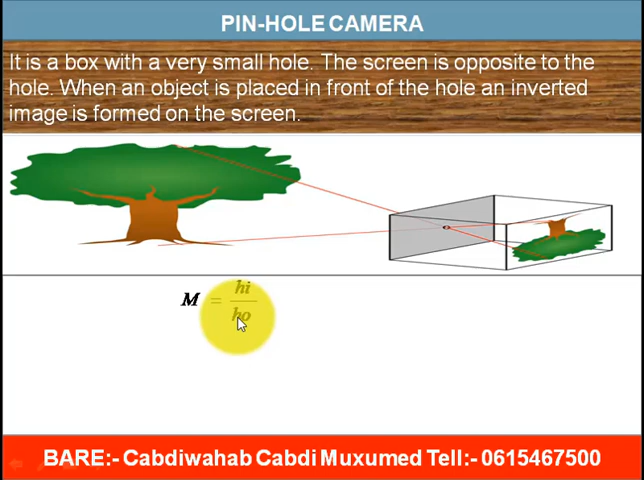 PIN-HOLE CAMERA
It is a box with a very small hole. The screen is opposite to the
hole. When an object is placed in front of the hole an inverted
image is formed on the screen.
M = hi/ho
BARE:- Cabdiwahab Cabdi Muxumed Tell:- 0615467500